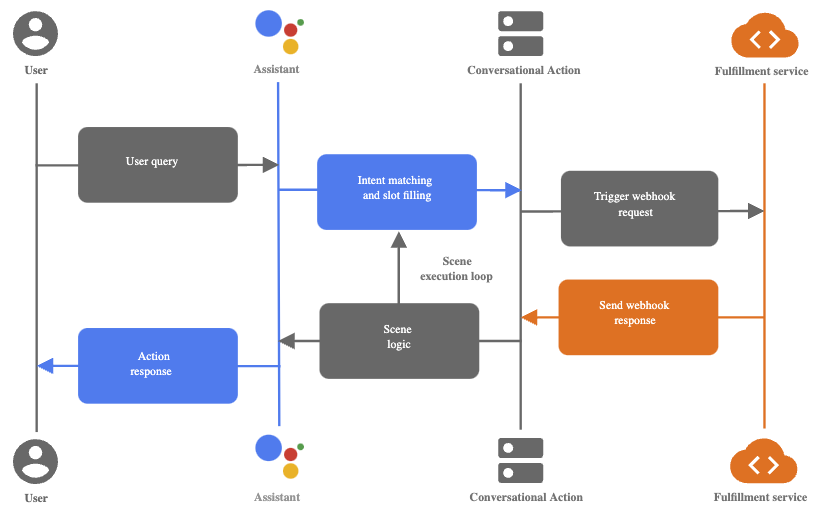 User
Assistant
Conversational Action
Fulfillment service
User query
Intent matching
and slot filling
Trigger webhook
request
Scene
execution loop
Send webhook
response
Scene
logic
Action
response
User
Assistant
Conversational Action
Fulfillment service